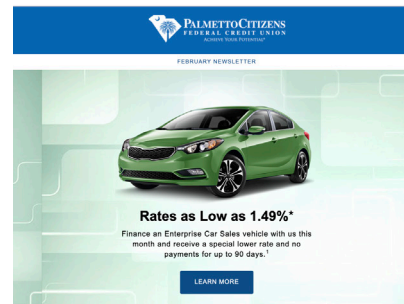 PALMETTOCITIZENS
FEDERAL CREDIT UNION
ACHIEVE YOUR POTENTIAL®
FEBRUARY NEWSLETTER
Rates as Low as 1.49%*
Finance an Enterprise Car Sales vehicle with us this
month and receive a special lower rate and no
payments for up to 90 days.¹
LEARN MORE